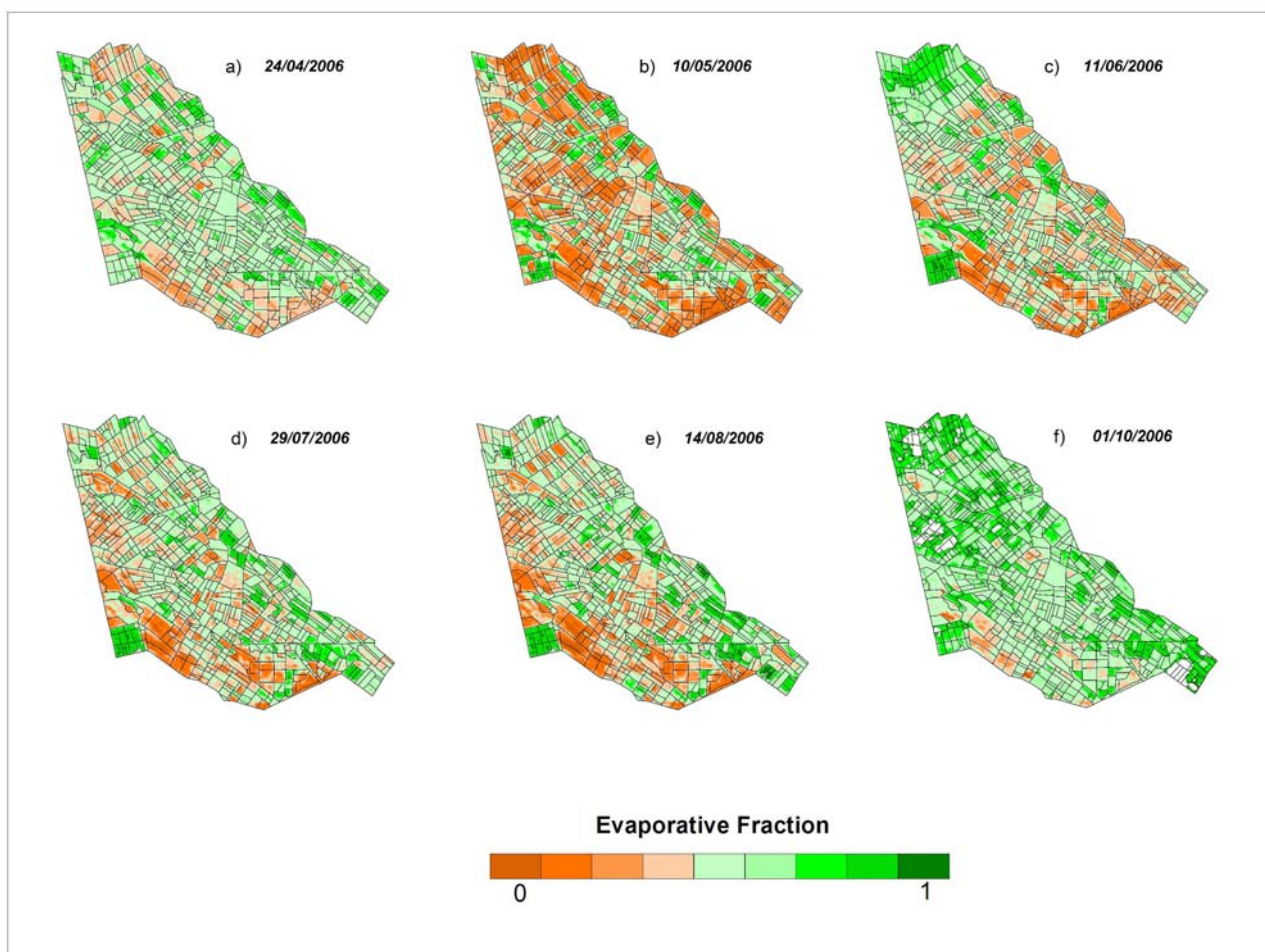 a) 24/04/2006
b) 10/05/2006
c) 11/06/2006
d) 29/07/2006
e) 14/08/2006
f) 01/10/2006
Evaporative Fraction
0 1